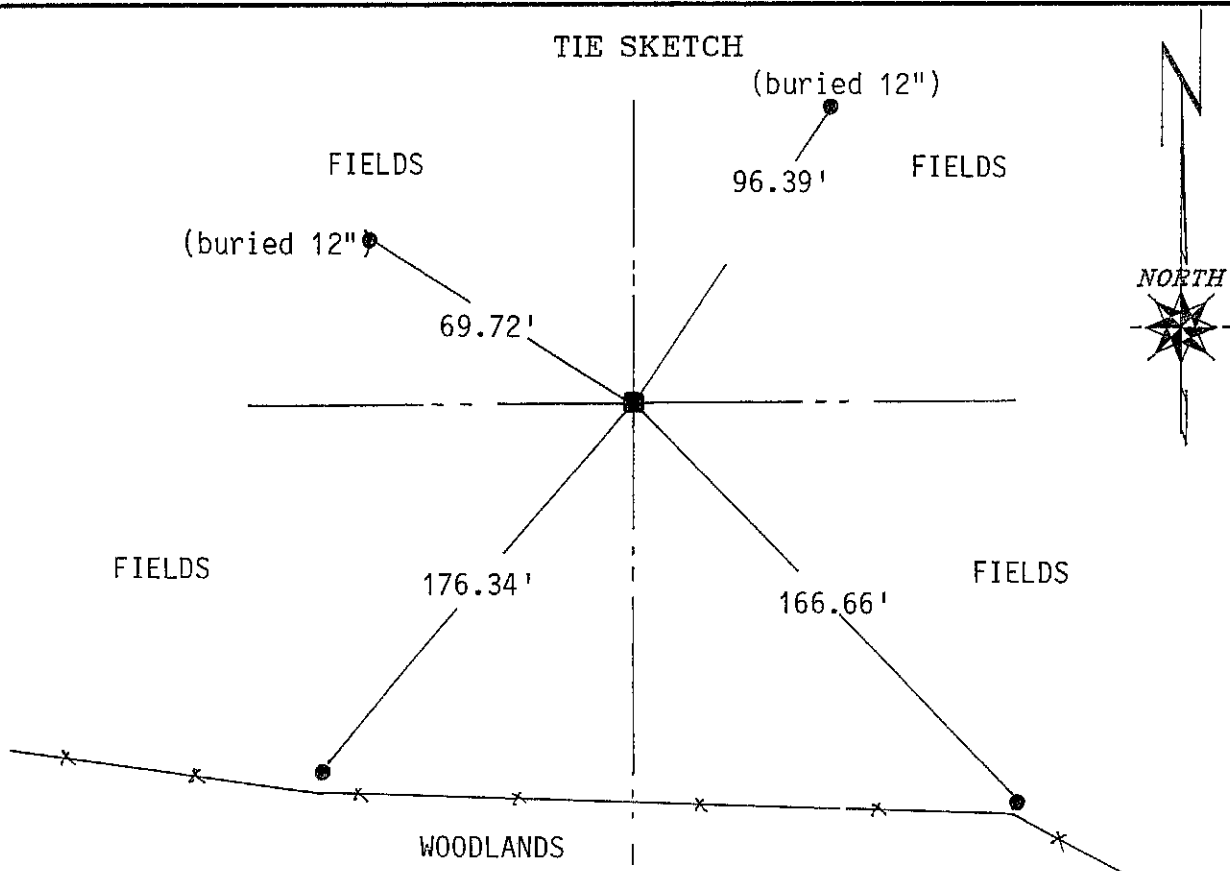 TIE SKETCH
(buried 12")
FIELDS
96.39'
FIELDS
(buried 12")
69.72'
NORTH
FIELDS
176.34'
166.66'
FIELDS
WOODLANDS